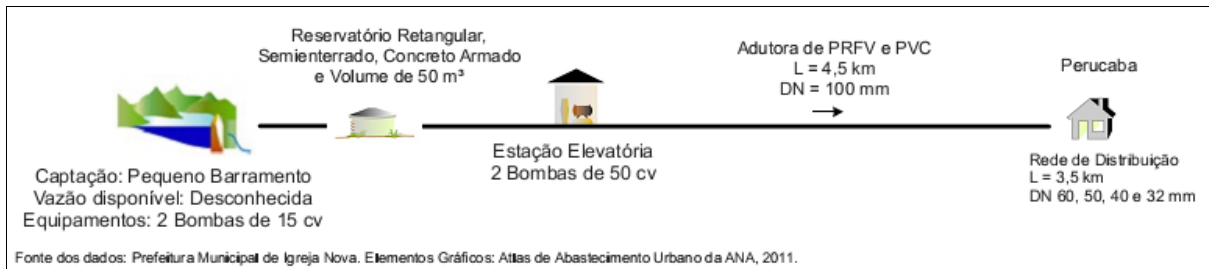 Reservatório Retangular,
Semienterrado, Concreto Armado
e Volume de 50 m³
Adutora de PRFV e PVC
L = 4,5 km
DN = 100 mm
Perucaba
Captação: Pequeno Barramento
Vazão disponível: Desconhecida
Equipamentos: 2 Bombas de 15 cv
Estação Elevatória
2 Bombas de 50 cv
Rede de Distribuição
L = 3,5 km
DN 60, 50, 40 e 32 mm
Fonte dos dados: Prefeitura Municipal de Igreja Nova. Elementos Gráficos: Atlas de Abastecimento Urbano da ANA, 2011.